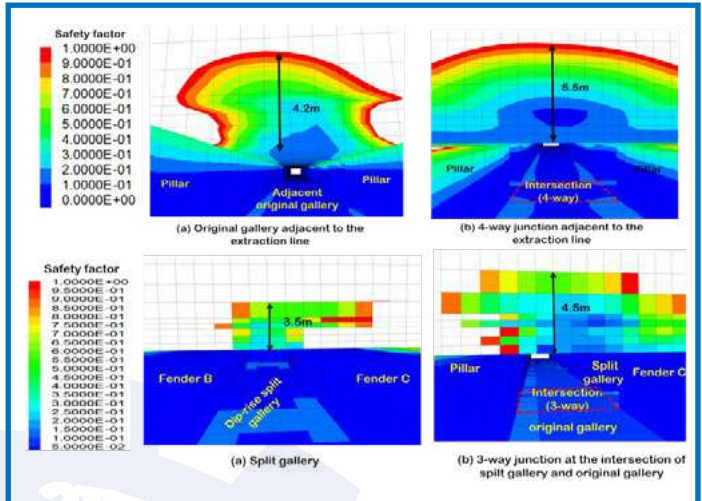 Safety factor
1.0000E+00
9.0000E-01
8.0000E-01
7.0000E-01
6.0000E-01
5.0000E-01
4.0000E-01
3.0000E-01
2.0000E-01
1.0000E-01
0.0000E+00
4.2m
Pillar
Pillar
Adjacent
original gallery
(a) Original gallery adjacent to the
extraction line
5.5m
Pillar
Pillar
Intersection
(4-way)
(b) 4-way junction adjacent to the
extraction line
Safety factor
1.0000E+00
9.5000E-01
9.0000E-01
8.5000E-01
8.0000E-01
7.5000E-01
7.0000E-01
6.5000E-01
6.0000E-01
5.5000E-01
5.0000E-01
4.5000E-01
4.0000E-01
3.5000E-01
3.0000E-01
2.5000E-01
2.0000E-01
1.5000E-01
1.0000E-01
5.0000E-02
3.5m
Fender B
Fender C
Dip-rise split
gallery
(a) Split gallery
4.5m
Pillar
Split
gallery
Fender C
Intersection
(3-way)
original gallery
(b) 3-way junction at the intersection of
spilt gallery and original gallery